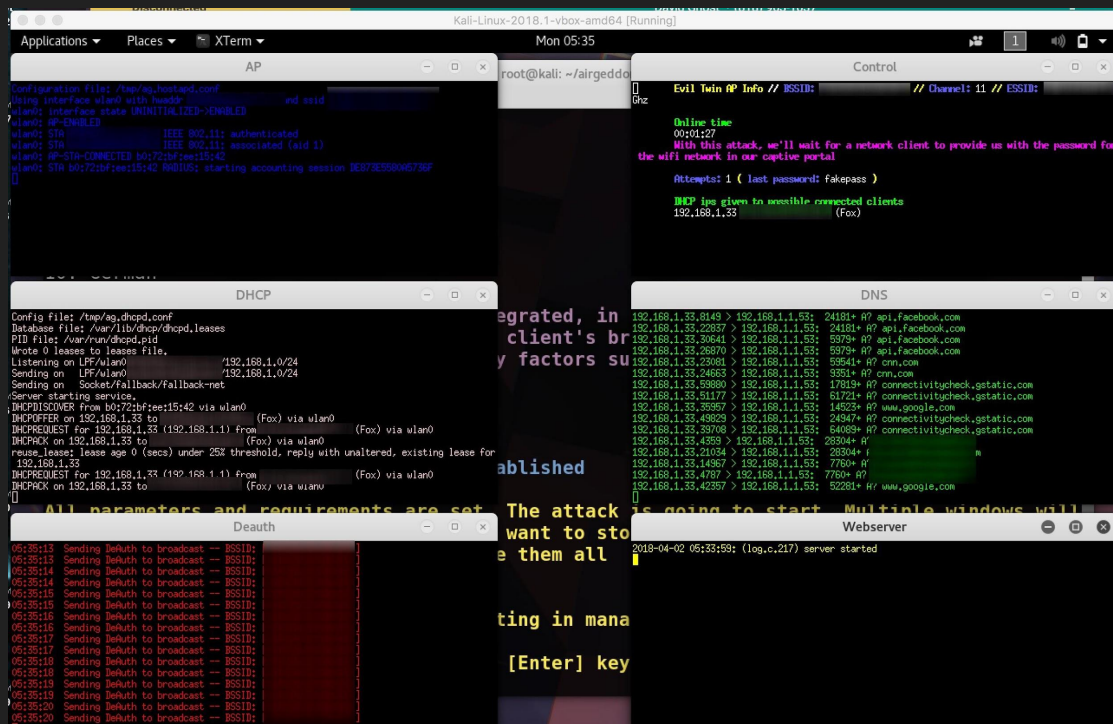 Disconnected
Kali-Linux-2018.1-vbox-amd64 [Running]
Applications Places XTerm Mon 05:35 1
AP
Configuration file: /tmp/ag.hostapd.conf
Using interface wlan0 with hwaddr and ssid
wlan0: interface state UNINITIALIZED->ENABLED
wlan0: AP-ENABLED
wlan0: STA IEEE 802.11: authenticated
wlan0: STA IEEE 802.11: associated (aid 1)
wlan0: AP-STA-CONNECTED b0:72:bf:ee:15:42
wlan0: STA b0:72:bf:ee:15:42 RADIUS: starting accounting session
root@kali: ~/airgeddo
Control
Evil Twin AP Info // BSSID: // Channel: 11 // ESSID:
Ghz
Online time
00:01:27
With this attack, we'll wait for a network client to provide us with the password for
the wifi network in our captive portal
Attempts: 1 ( last password: fakepass )
DHCP ips given to possible connected clients
192.168.1.33 (Fox)
DHCP
Config file: /tmp/ag.dhcpd.conf
Database file: /var/lib/dhcp/dhcpd.leases
PID file: /var/run/dhcpd.pid
Wrote 0 leases to leases file.
Listening on LPF/wlan0 /192.168.1.0/24
Sending on LPF/wlan0 /192.168.1.0/24
Sending on Socket/fallback/fallback-net
Server starting service.
DHCPDISCOVER from b0:72:bf:ee:15:42 via wlan0
DHCPOFFER on 192.168.1.33 to (Fox) via wlan0
DHCPREQUEST for 192.168.1.33 (192.168.1.1) from (Fox) via wlan0
DHCPACK on 192.168.1.33 to (Fox) via wlan0
reuse_lease: lease age 0 (secs) under 25% threshold, reply with unaltered, existing lease for
192.168.1.33
DHCPREQUEST for 192.168.1.33 (192.168.1.1) from (Fox) via wlan0
DHCPACK on 192.168.1.33 to (Fox) via wlan0
egrated, in
client's br
y factors su
ablished
DNS
192.168.1.33.8149 > 192.168.1.1.53: 24181+ A? api.facebook.com
192.168.1.33.22837 > 192.168.1.1.53: 24181+ A? api.facebook.com
192.168.1.33.30641 > 192.168.1.1.53: 5979+ A? api.facebook.com
192.168.1.33.26870 > 192.168.1.1.53: 5979+ A? api.facebook.com
192.168.1.33.23081 > 192.168.1.1.53: 59541+ A? cnn.com
192.168.1.33.24663 > 192.168.1.1.53: 9351+ A? cnn.com
192.168.1.33.59880 > 192.168.1.1.53: 17819+ A? connectivitycheck.gstatic.com
192.168.1.33.51177 > 192.168.1.1.53: 61721+ A? connectivitycheck.gstatic.com
192.168.1.33.35957 > 192.168.1.1.53: 14523+ A? www.google.com
192.168.1.33.49829 > 192.168.1.1.53: 24947+ A? connectivitycheck.gstatic.com
192.168.1.33.39708 > 192.168.1.1.53: 64089+ A? connectivitycheck.gstatic.com
192.168.1.33.4359 > 192.168.1.1.53: 28304+ A
192.168.1.33.21034 > 192.168.1.1.53: 28304+ m
192.168.1.33.14967 > 192.168.1.1.53: 7760+
192.168.1.33.4787 > 192.168.1.1.53: 7760+ A?
192.168.1.33.42357 > 192.168.1.1.53: 52281+ A? www.google.com
All parameters and requirements are set. The attack is going to start. Multiple windows will
want to sto
e them all
ting in mana
[Enter] key
Deauth
05:35:13 Sending DeAuth to broadcast -- BSSID: ]
05:35:13 Sending DeAuth to broadcast -- BSSID: ]
05:35:14 Sending DeAuth to broadcast -- BSSID: ]
05:35:14 Sending DeAuth to broadcast -- BSSID: ]
05:35:15 Sending DeAuth to broadcast -- BSSID: ]
05:35:15 Sending DeAuth to broadcast -- BSSID: ]
05:35:16 Sending DeAuth to broadcast -- BSSID: ]
05:35:16 Sending DeAuth to broadcast -- BSSID: ]
05:35:17 Sending DeAuth to broadcast -- BSSID: ]
05:35:17 Sending DeAuth to broadcast -- BSSID: ]
05:35:18 Sending DeAuth to broadcast -- BSSID: ]
05:35:18 Sending DeAuth to broadcast -- BSSID: ]
05:35:19 Sending DeAuth to broadcast -- BSSID: ]
05:35:19 Sending DeAuth to broadcast -- BSSID: ]
05:35:20 Sending DeAuth to broadcast -- BSSID: ]
05:35:20 Sending DeAuth to broadcast -- BSSID: ]
Webserver
2018-04-02 05:33:59: (log.c.217) server started